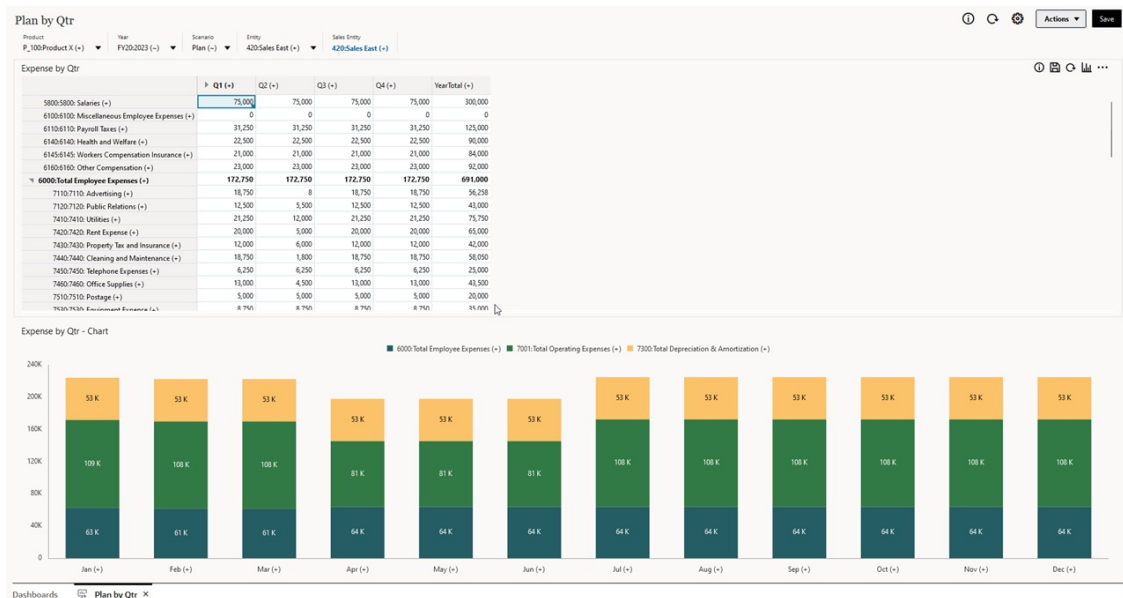 Plan by Qtr
Actions ▼ Save
Product Year Scenario Entity Sales Entity
P_100:Product X (+) ▼ FY20:2023 (~) ▼ Plan (~) ▼ 420:Sales East (+) ▼ 420:Sales East (+)
Expense by Qtr
Q1 (+) Q2 (+) Q3 (+) Q4 (+) YearTotal (+)
5800:5800: Salaries (+) 75,000 75,000 75,000 75,000 300,000
6100:6100: Miscellaneous Employee Expenses (+) 0 0 0 0 0
6110:6110: Payroll Taxes (+) 31,250 31,250 31,250 31,250 125,000
6140:6140: Health and Welfare (+) 22,500 22,500 22,500 22,500 90,000
6145:6145: Workers Compensation Insurance (+) 21,000 21,000 21,000 21,000 84,000
6160:6160: Other Compensation (+) 23,000 23,000 23,000 23,000 92,000
6000:Total Employee Expenses (+) 172,750 172,750 172,750 172,750 691,000
7110:7110: Advertising (+) 18,750 8 18,750 18,750 56,258
7120:7120: Public Relations (+) 12,500 5,500 12,500 12,500 43,000
7410:7410: Utilities (+) 21,250 12,000 21,250 21,250 75,750
7420:7420: Rent Expense (+) 20,000 5,000 20,000 20,000 65,000
7430:7430: Property Tax and Insurance (+) 12,000 6,000 12,000 12,000 42,000
7440:7440: Cleaning and Maintenance (+) 18,750 1,800 18,750 18,750 58,050
7450:7450: Telephone Expenses (+) 6,250 6,250 6,250 6,250 25,000
7460:7460: Office Supplies (+) 13,000 4,500 13,000 13,000 43,500
7510:7510: Postage (+) 5,000 5,000 5,000 5,000 20,000
7530:7530: Equipment Expense (+) 8,750 8,750 8,750 8,750 35,000
Expense by Qtr - Chart
6000:Total Employee Expenses (+) 7001:Total Operating Expenses (+) 7300:Total Depreciation & Amortization (+)
240K
200K
160K
120K
80K
40K
0
53 K 53 K 53 K 53 K 53 K 53 K 53 K 53 K 53 K 53 K 53 K 53 K
109 K 108 K 108 K 81 K 81 K 81 K 108 K 108 K 108 K 108 K 108 K 108 K
63 K 61 K 61 K 64 K 64 K 64 K 64 K 64 K 64 K 64 K 64 K 64 K
Jan (+) Feb (+) Mar (+) Apr (+) May (+) Jun (+) Jul (+) Aug (+) Sep (+) Oct (+) Nov (+) Dec (+)
Dashboards Plan by Qtr ×